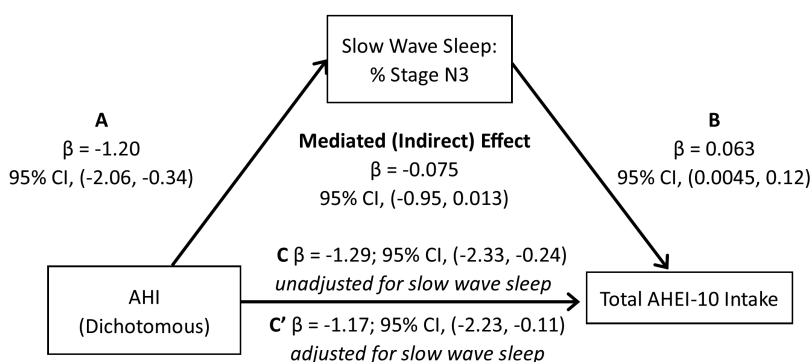 Slow Wave Sleep:
% Stage N3
A
β = -1.20
95% CI, (-2.06, -0.34)
Mediated (Indirect) Effect
β = -0.075
95% CI, (-0.95, 0.013)
B
β = 0.063
95% CI, (0.0045, 0.12)
C β = -1.29; 95% CI, (-2.33, -0.24)
unadjusted for slow wave sleep
AHI
(Dichotomous)
Total AHEI-10 Intake
C’ β = -1.17; 95% CI, (-2.23, -0.11)
adjusted for slow wave sleep